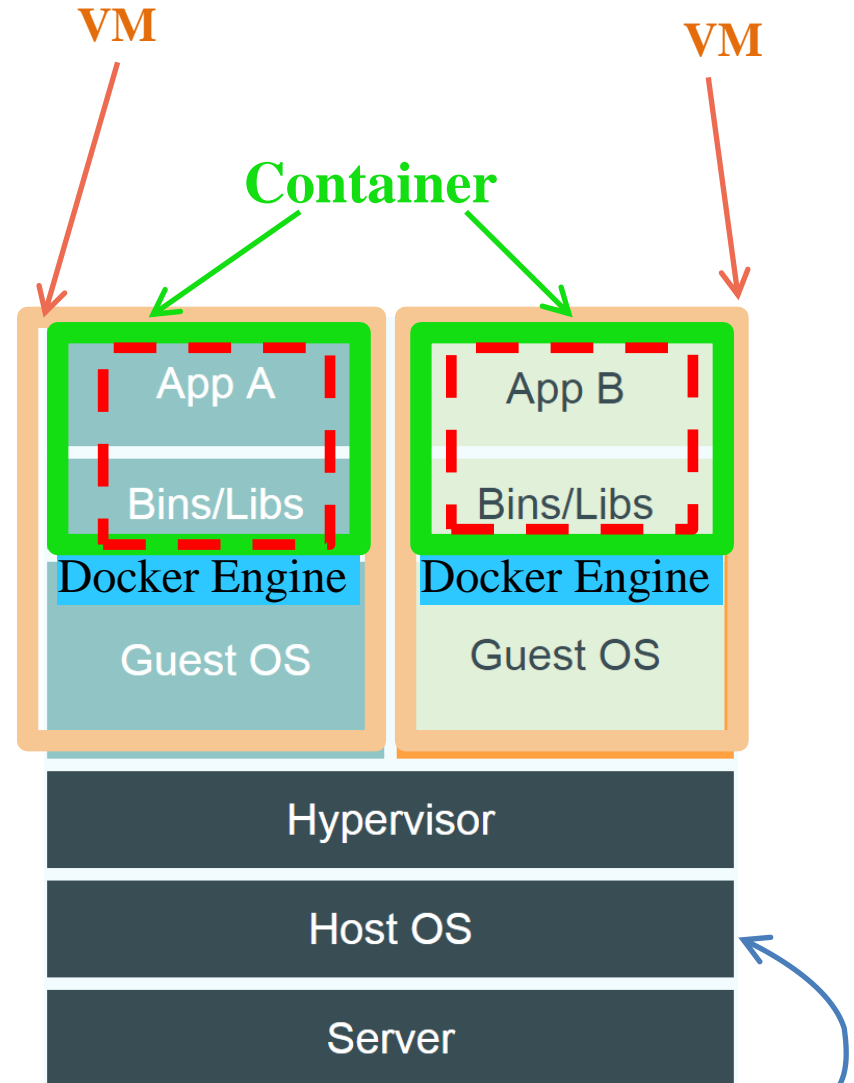 VM
VM
Container
App A
App B
Bins/Libs
Bins/Libs
Docker Engine
Docker Engine
Guest OS
Guest OS
Hypervisor
Host OS
Server